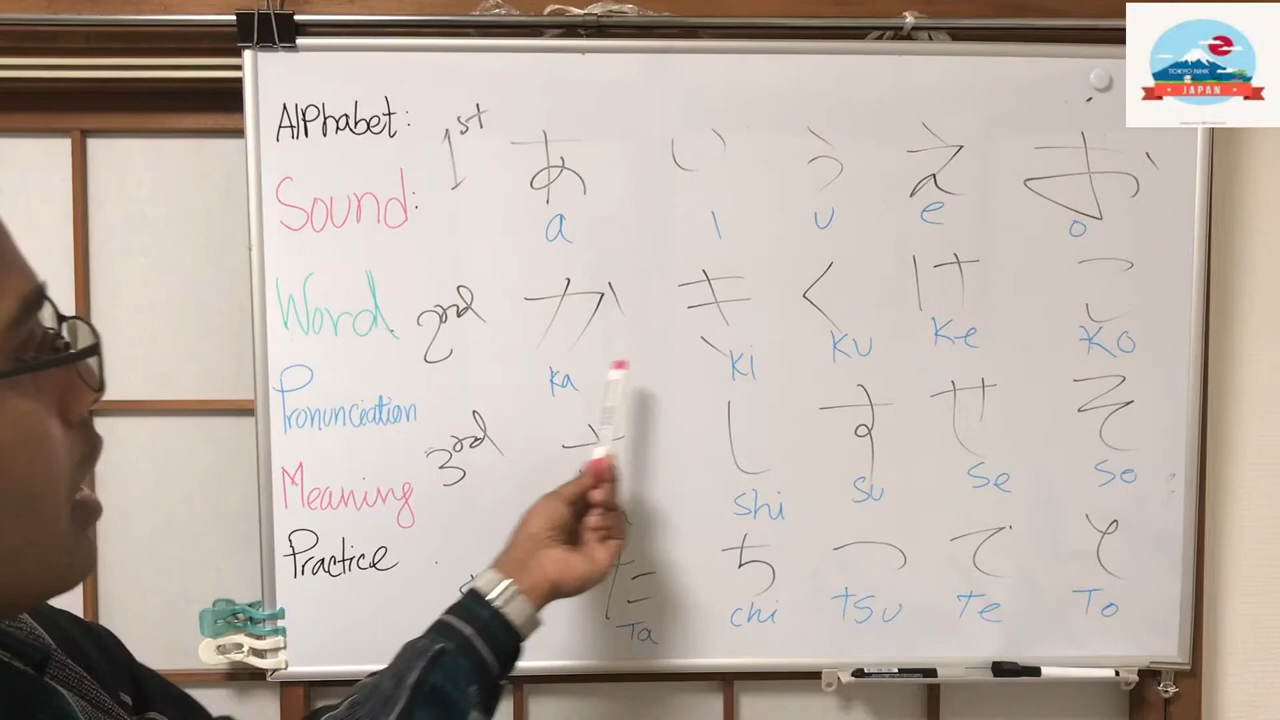 Alphabet: 1st あ い う え お
Sound: a i u e o
Word. 2nd か き く け こ
ka ki ku ke ko
Pronunciation
3rd し す せ そ
Meaning shi su se so
Practice た ち つ て と
Ta chi tsu Te To
TOKYO NIHK
JAPAN